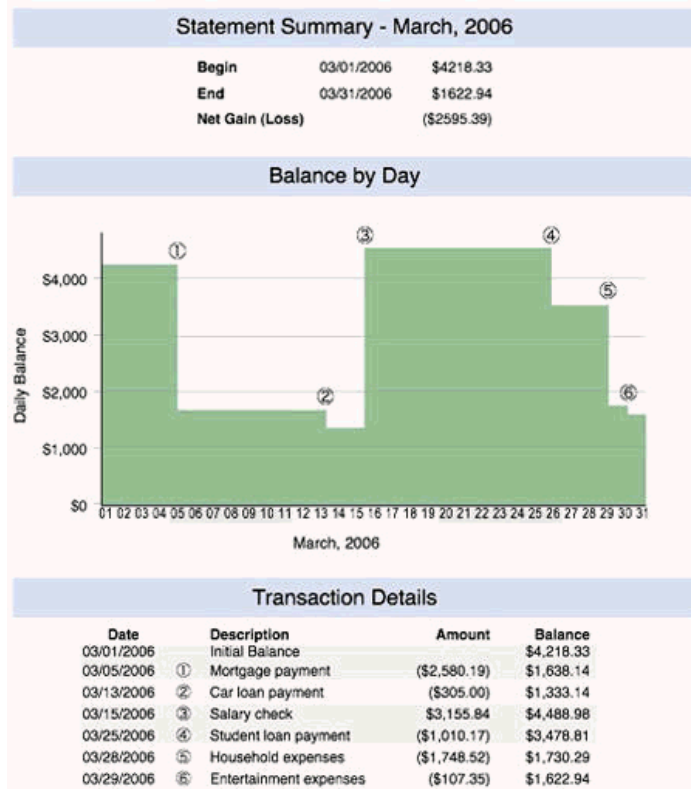 Statement Summary - March, 2006
Begin 03/01/2006 $4218.33
End 03/31/2006 $1622.94
Net Gain (Loss) ($2595.39)
Balance by Day
① ③ ④
$4,000
⑤
$3,000
Daily Balance
$2,000
② ⑥
$1,000
$0
01 02 03 04 05 06 07 08 09 10 11 12 13 14 15 16 17 18 19 20 21 22 23 24 25 26 27 28 29 30 31
March, 2006
Transaction Details
Date Description Amount Balance
03/01/2006 Initial Balance $4,218.33
03/05/2006 ① Mortgage payment ($2,580.19) $1,638.14
03/13/2006 ② Car loan payment ($305.00) $1,333.14
03/15/2006 ③ Salary check $3,155.84 $4,488.98
03/25/2006 ④ Student loan payment ($1,010.17) $3,478.81
03/28/2006 ⑤ Household expenses ($1,748.52) $1,730.29
03/29/2006 ⑥ Entertainment expenses ($107.35) $1,622.94